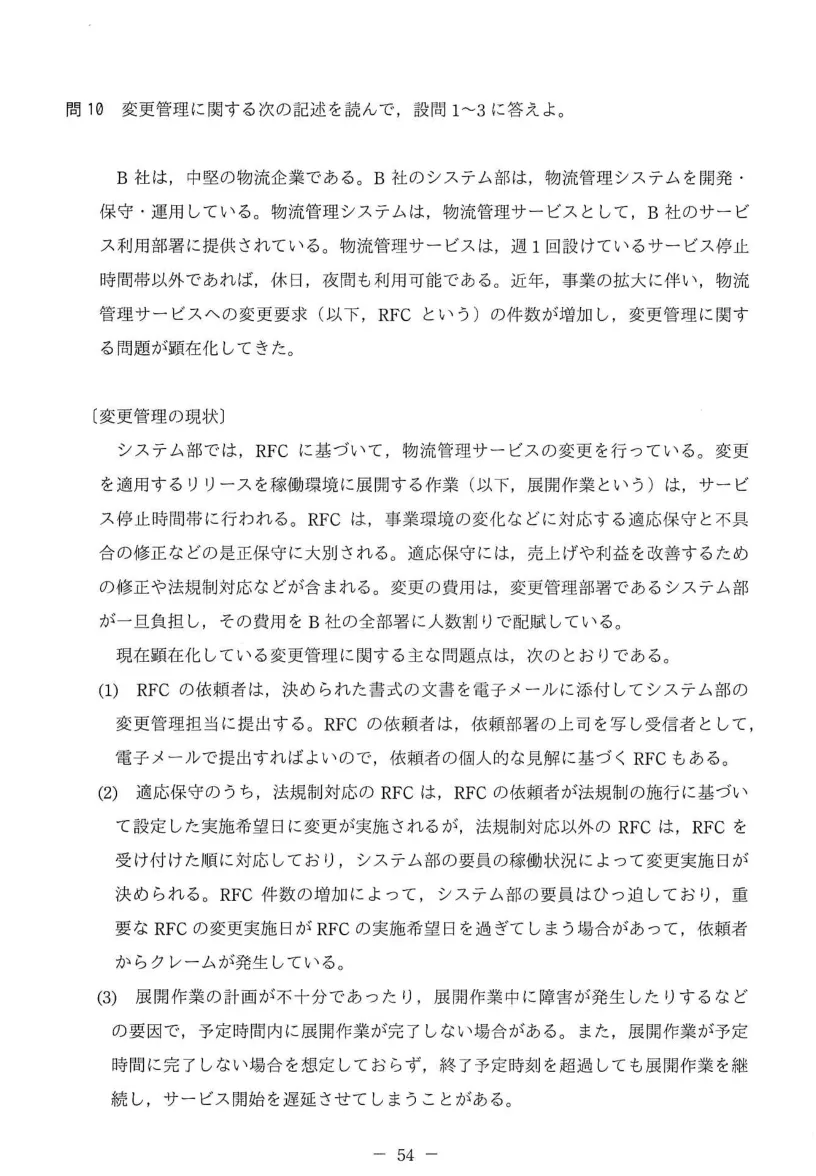 問10 変更管理に関する次の記述を読んで，設問1～3に答えよ。
B社は，中堅の物流企業である。B社のシステム部は，物流管理システムを開発・
保守・運用している。物流管理システムは，物流管理サービスとして，B社のサービ
ス利用部署に提供されている。物流管理サービスは，週1回設けているサービス停止
時間帯以外であれば，休日，夜間も利用可能である。近年，事業の拡大に伴い，物流
管理サービスへの変更要求（以下，RFCという）の件数が増加し，変更管理に関す
る問題が顕在化してきた。
〔変更管理の現状〕
システム部では，RFCに基づいて，物流管理サービスの変更を行っている。変更
を適用するリリースを稼働環境に展開する作業（以下，展開作業という）は，サービ
ス停止時間帯に行われる。RFCは，事業環境の変化などに対応する適応保守と不具
合の修正などの是正保守に大別される。適応保守には，売上げや利益を改善するため
の修正や法規制対応などが含まれる。変更の費用は，変更管理部署であるシステム部
が一旦負担し，その費用をB社の全部署に人数割りで配賦している。
現在顕在化している変更管理に関する主な問題点は，次のとおりである。
(1) RFCの依頼者は，決められた書式の文書を電子メールに添付してシステム部の
変更管理担当に提出する。RFCの依頼者は，依頼部署の上司を写し受信者として，
電子メールで提出すればよいので，依頼者の個人的な見解に基づくRFCもある。
(2) 適応保守のうち，法規制対応のRFCは，RFCの依頼者が法規制の施行に基づい
て設定した実施希望日に変更が実施されるが，法規制対応以外のRFCは，RFCを
受け付けた順に対応しており，システム部の要員の稼働状況によって変更実施日が
決められる。RFC件数の増加によって，システム部の要員はひっ迫しており，重
要なRFCの変更実施日がRFCの実施希望日を過ぎてしまう場合があって，依頼者
からクレームが発生している。
(3) 展開作業の計画が不十分であったり，展開作業中に障害が発生したりするなど
の要因で，予定時間内に展開作業が完了しない場合がある。また，展開作業が予定
時間に完了しない場合を想定しておらず，終了予定時刻を超過しても展開作業を継
続し，サービス開始を遅延させてしまうことがある。
－ 54 －